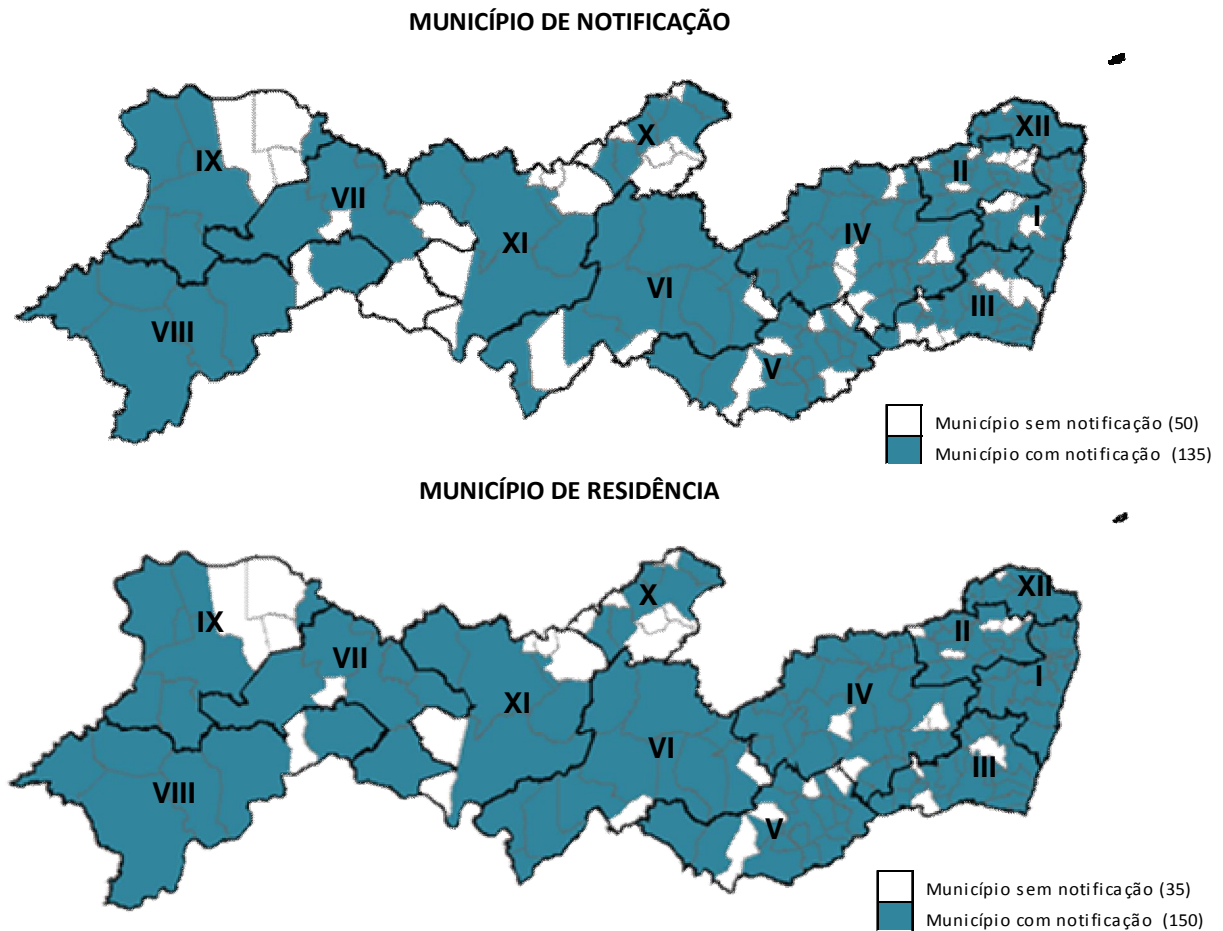 MUNICÍPIO DE NOTIFICAÇÃO
X
XII
IX
II
VII
I
IV
XI
VI
III
VIII
V
Município sem notificação (50)
Município com notificação (135)
MUNICÍPIO DE RESIDÊNCIA
XII
X
IX
II
VII
I
IV
XI
VI
III
VIII
V
Município sem notificação (35)
Município com notificação (150)